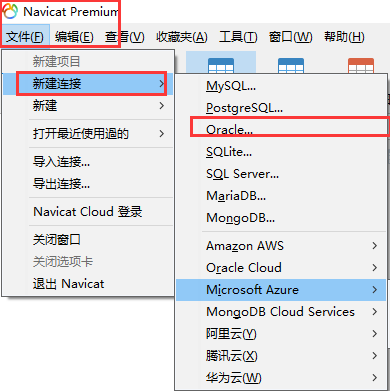 Navicat Premium
文件(F) 编辑(E) 查看(V) 收藏夹(A) 工具(T) 窗口(W) 帮助(H)
新建项目
新建连接
新建
打开最近使用過的
导入连接...
导出连接...
Navicat Cloud 登录
关闭窗口
关闭选项卡
退出 Navicat
MySQL...
PostgreSQL...
Oracle...
SQLite...
SQL Server...
MariaDB...
MongoDB...
Amazon AWS
Oracle Cloud
Microsoft Azure
MongoDB Cloud Services
阿里云(Y)
腾讯云(X)
华为云(W)